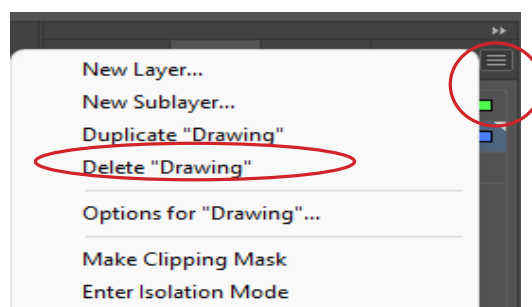 New Layer...
New Sublayer...
Duplicate "Drawing"
Delete "Drawing"
Options for "Drawing"...
Make Clipping Mask
Enter Isolation Mode